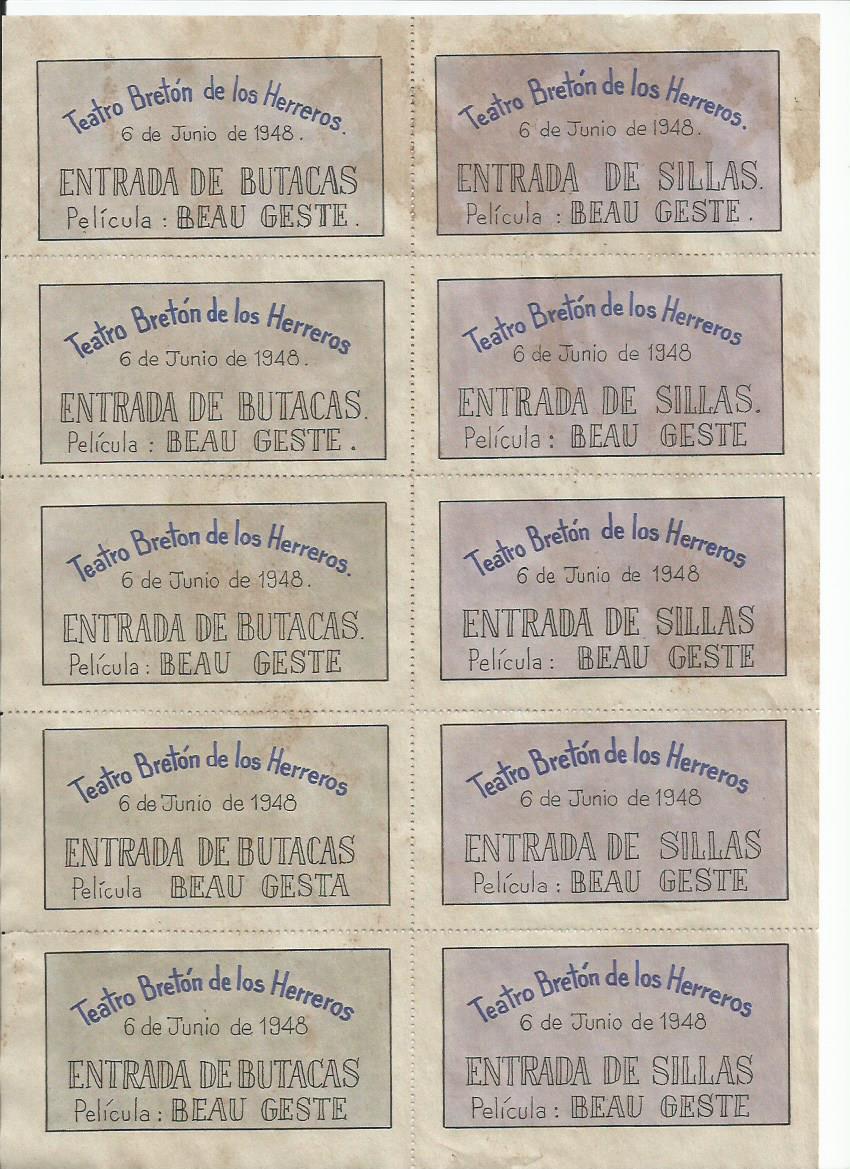 Teatro Bretón de los Herreros.
6 de Junio de 1948.
ENTRADA DE BUTACAS
Película : BEAU GESTE.
Teatro Bretón de los Herreros.
6 de Junio de 1948.
ENTRADA DE SILLAS.
Película : BEAU GESTE.
Teatro Bretón de los Herreros
6 de Junio de 1948.
ENTRADA DE BUTACAS.
Película : BEAU GESTE.
Teatro Bretón de los Herreros
6 de Junio de 1948
ENTRADA DE SILLAS.
Película : BEAU GESTE
Teatro Breton de los Herreros.
6 de Junio de 1948.
ENTRADA DE BUTACAS.
Película : BEAU GESTE
Teatro Bretón de los Herreros
6 de Junio de 1948
ENTRADA DE SILLAS
Película : BEAU GESTE
Teatro Bretón de los Herreros
6 de Junio de 1948
ENTRADA DE BUTACAS
Película BEAU GESTA
Teatro Bretón de los Herreros
6 de Junio de 1948
ENTRADA DE SILLAS
Película : BEAU GESTE
Teatro Bretón de los Herreros
6 de Junio de 1948
ENTRADA DE BUTACAS
Película : BEAU GESTE
Teatro Bretón de los Herreros
6 de Junio de 1948
ENTRADA DE SILLAS
Película : BEAU GESTE